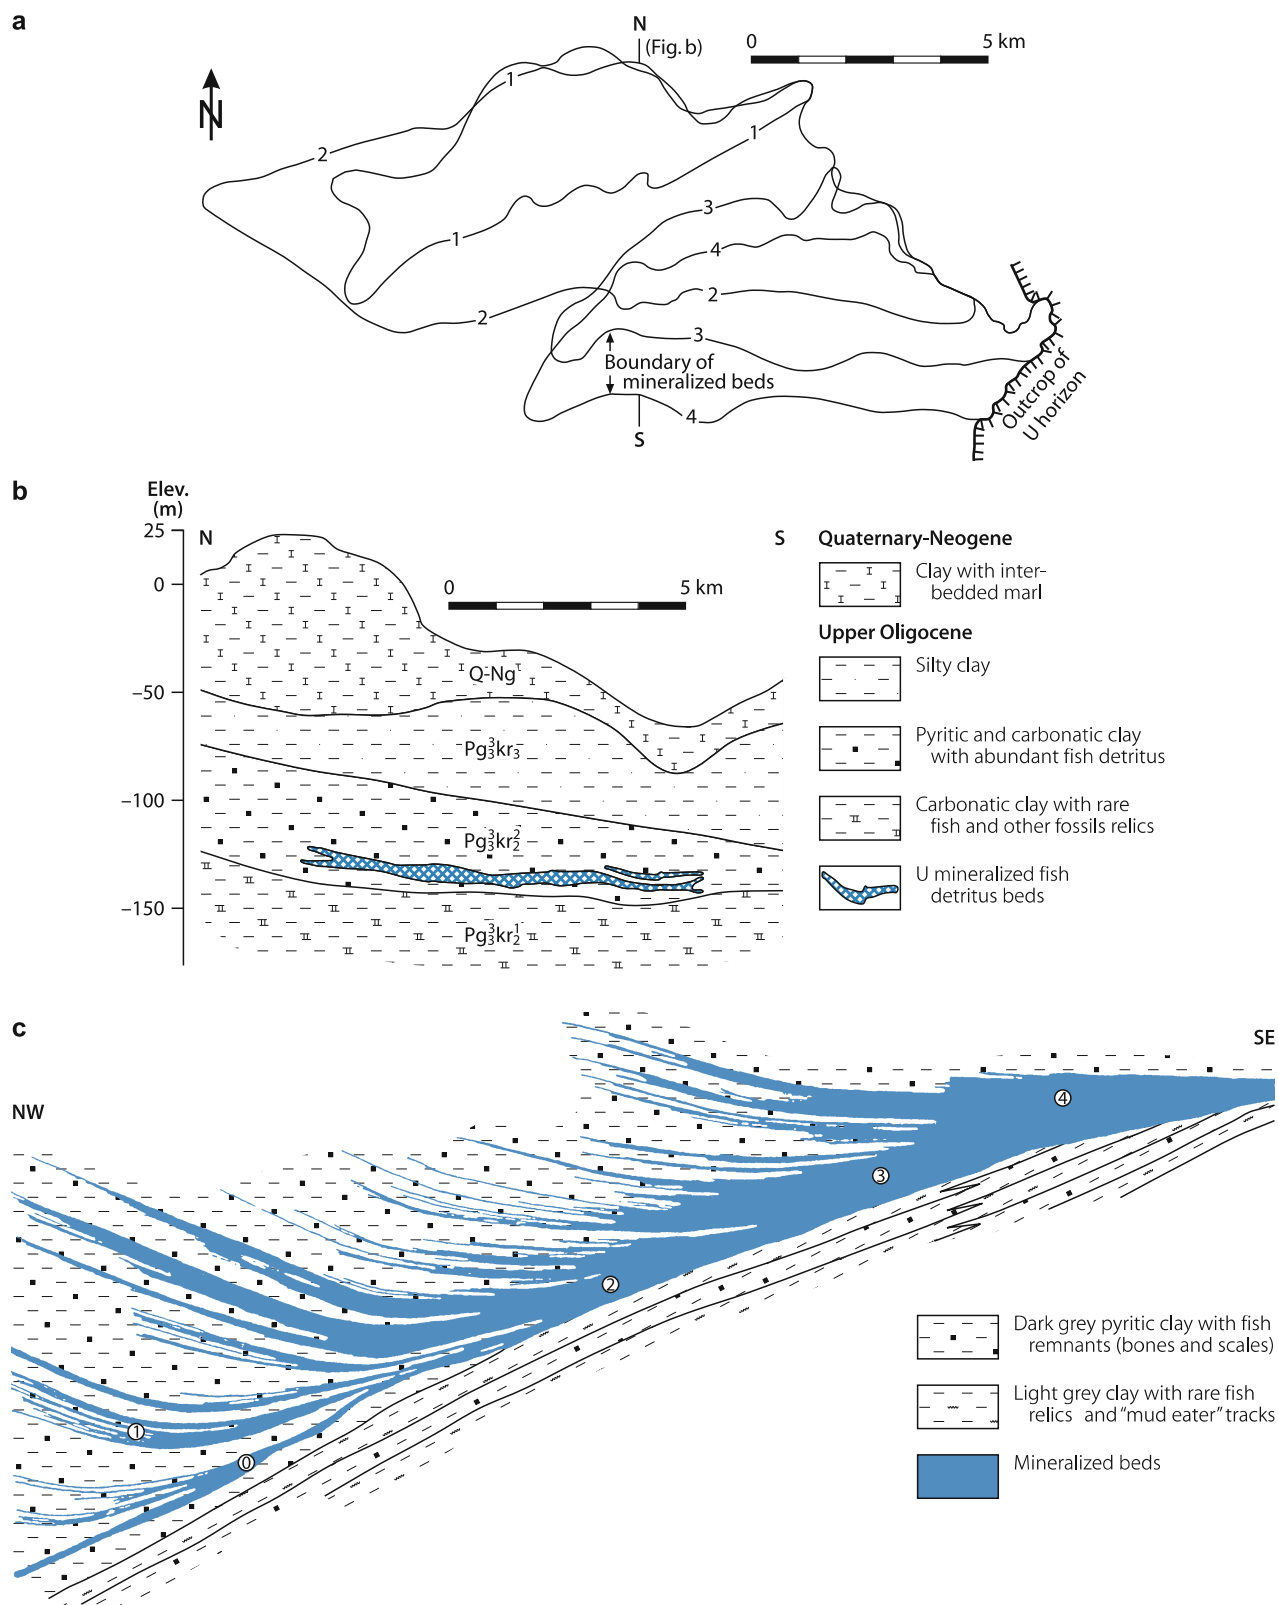 a
N
(Fig. b)
0
5 km
N
1
2
1
1
3
4
2
2
3
Boundary of
mineralized beds
4
S
Outcrop of
U horizon
b
Elev.
(m)
25
0
−50
−100
−150
N
S
0
5 km
Q-Ng
Pg₃³kr₃
Pg₃³kr₂²
Pg₃³kr₂¹
Quaternary-Neogene
Clay with inter-
bedded marl
Upper Oligocene
Silty clay
Pyritic and carbonatic clay
with abundant fish detritus
Carbonatic clay with rare
fish and other fossils relics
U mineralized fish
detritus beds
c
NW
SE
4
3
2
1
0
Dark grey pyritic clay with fish
remnants (bones and scales)
Light grey clay with rare fish
relics and "mud eater" tracks
Mineralized beds